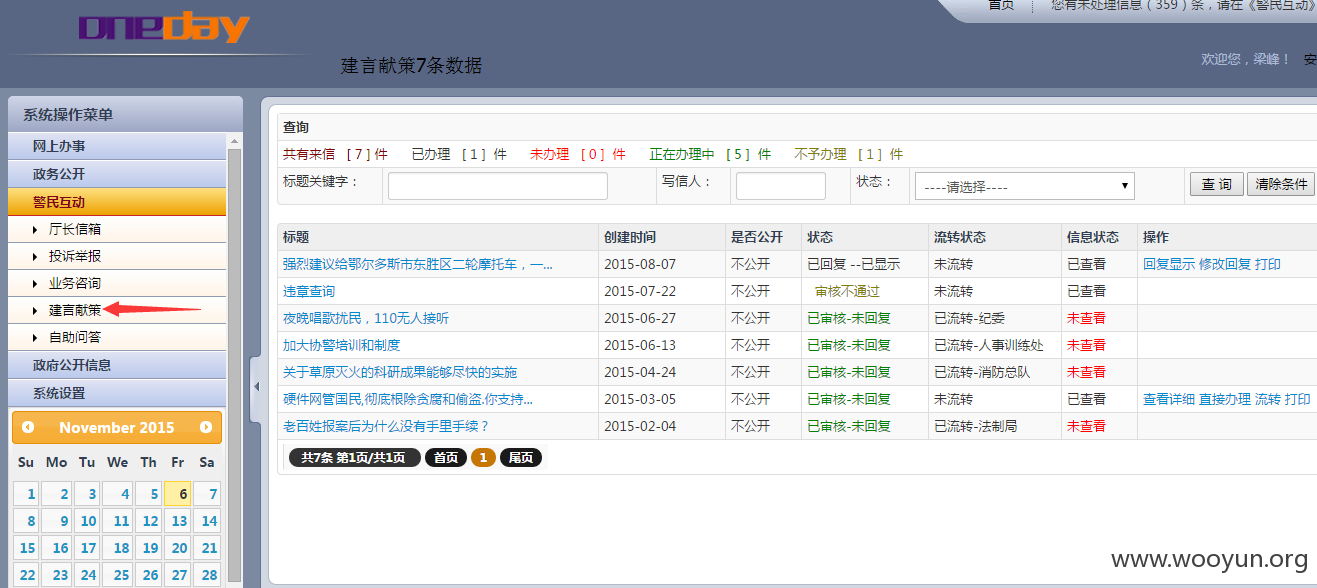 oneday
首页 您有未处理信息（359）条，请在《警民互动》
建言献策7条数据
欢迎您，梁峰！ 安
系统操作菜单
网上办事
政务公开
警民互动
厅长信箱
投诉举报
业务咨询
建言献策
自助问答
政府公开信息
系统设置
November 2015
Su Mo Tu We Th Fr Sa
1 2 3 4 5 6 7
8 9 10 11 12 13 14
15 16 17 18 19 20 21
22 23 24 25 26 27 28
查询
共有来信 [ 7 ] 件 已办理 [ 1 ] 件 未办理 [ 0 ] 件 正在办理中 [ 5 ] 件 不予办理 [ 1 ] 件
标题关键字： 写信人： 状态： ----请选择---- 查 询 清除条件
标题 创建时间 是否公开 状态 流转状态 信息状态 操作
强烈建议给鄂尔多斯市东胜区二轮摩托车，一... 2015-08-07 不公开 已回复 --已显示 未流转 已查看 回复显示 修改回复 打印
违章查询 2015-07-22 不公开 审核不通过 未流转 已查看
夜晚唱歌扰民，110无人接听 2015-06-27 不公开 已审核-未回复 已流转-纪委 未查看
加大协警培训和制度 2015-06-13 不公开 已审核-未回复 已流转-人事训练处 未查看
关于草原灭火的科研成果能够尽快的实施 2015-04-24 不公开 已审核-未回复 已流转-消防总队 未查看
硬件网管国民,彻底根除贪腐和偷盗.你支持... 2015-03-05 不公开 已审核-未回复 未流转 已查看 查看详细 直接办理 流转 打印
老百姓报案后为什么没有手里手续？ 2015-02-04 不公开 已审核-未回复 已流转-法制局 未查看
共7条 第1页/共1页 首页 1 尾页
www.wooyun.org